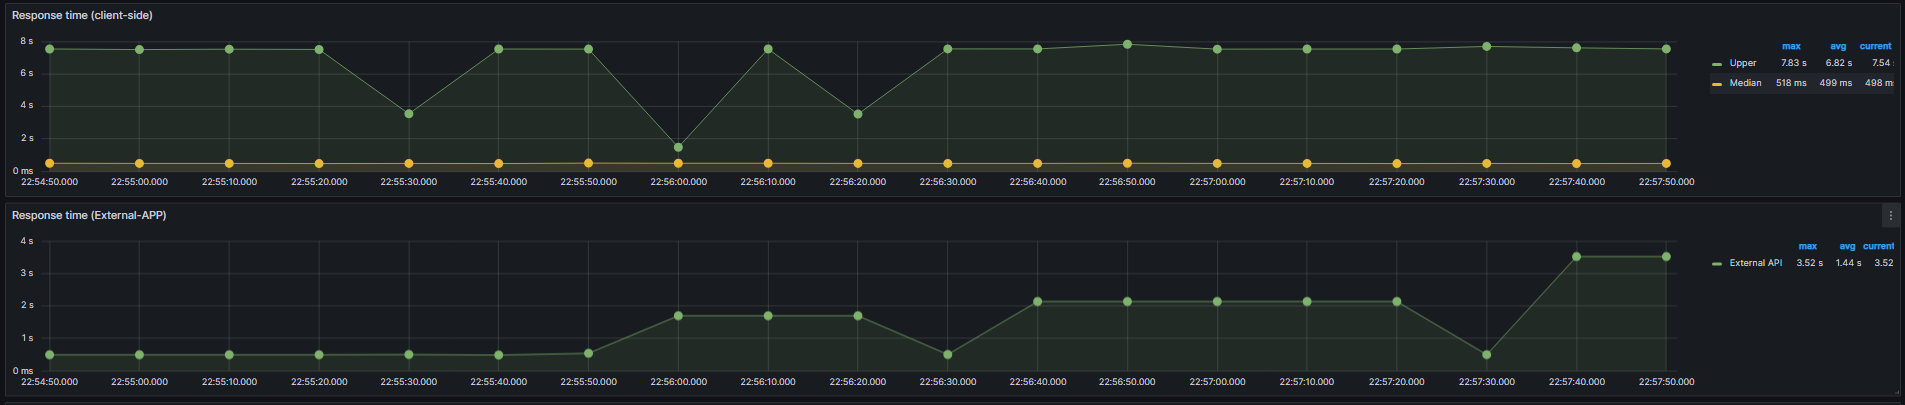 Response time (client-side)
8 s
6 s
4 s
2 s
0 ms
22:54:50.000 22:55:00.000 22:55:10.000 22:55:20.000 22:55:30.000 22:55:40.000 22:55:50.000 22:56:00.000 22:56:10.000 22:56:20.000 22:56:30.000 22:56:40.000 22:56:50.000 22:57:00.000 22:57:10.000 22:57:20.000 22:57:30.000 22:57:40.000 22:57:50.000
max avg current
Upper 7.83 s 6.82 s 7.54 s
Median 518 ms 499 ms 498 m
Response time (External-APP)
4 s
3 s
2 s
1 s
0 ms
22:54:50.000 22:55:00.000 22:55:10.000 22:55:20.000 22:55:30.000 22:55:40.000 22:55:50.000 22:56:00.000 22:56:10.000 22:56:20.000 22:56:30.000 22:56:40.000 22:56:50.000 22:57:00.000 22:57:10.000 22:57:20.000 22:57:30.000 22:57:40.000 22:57:50.000
max avg current
External API 3.52 s 1.44 s 3.52